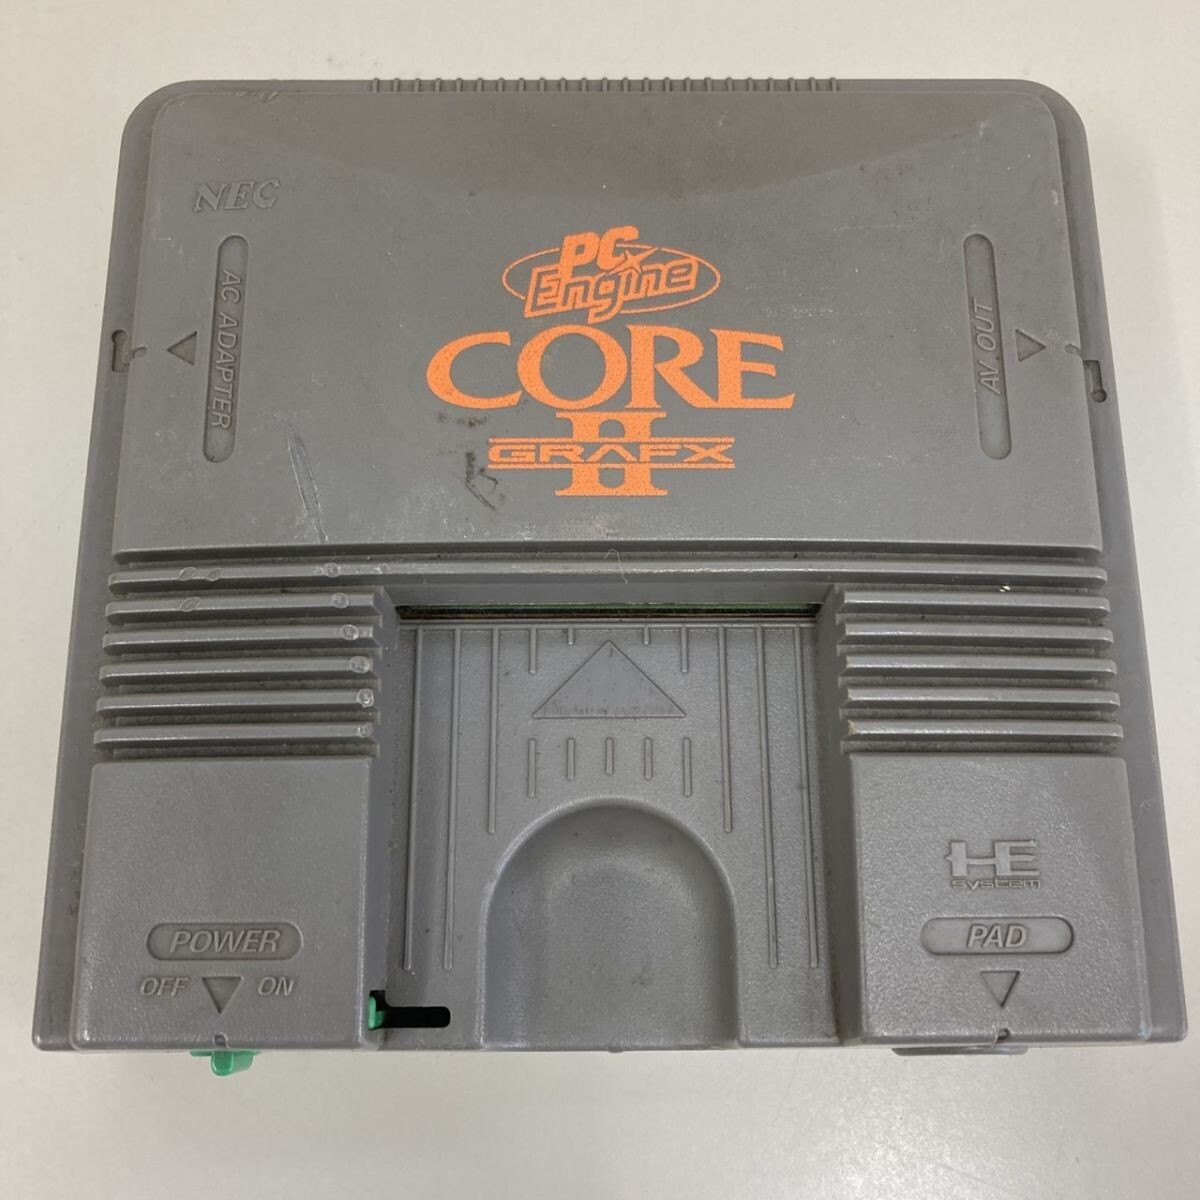 NEC
AC ADAPTER
PC
Engine
CORE
II
GRAFX
AV. OUT
HE
system
POWER
OFF ON
PAD